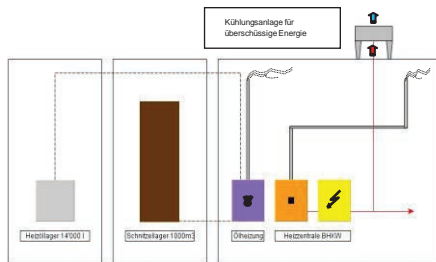 Kühlungsanlage für
überschüssige Energie
Heizöllager 14'000 l
Schnitzellager 1000m3
Ölheizung
Heizzentrale BHKW